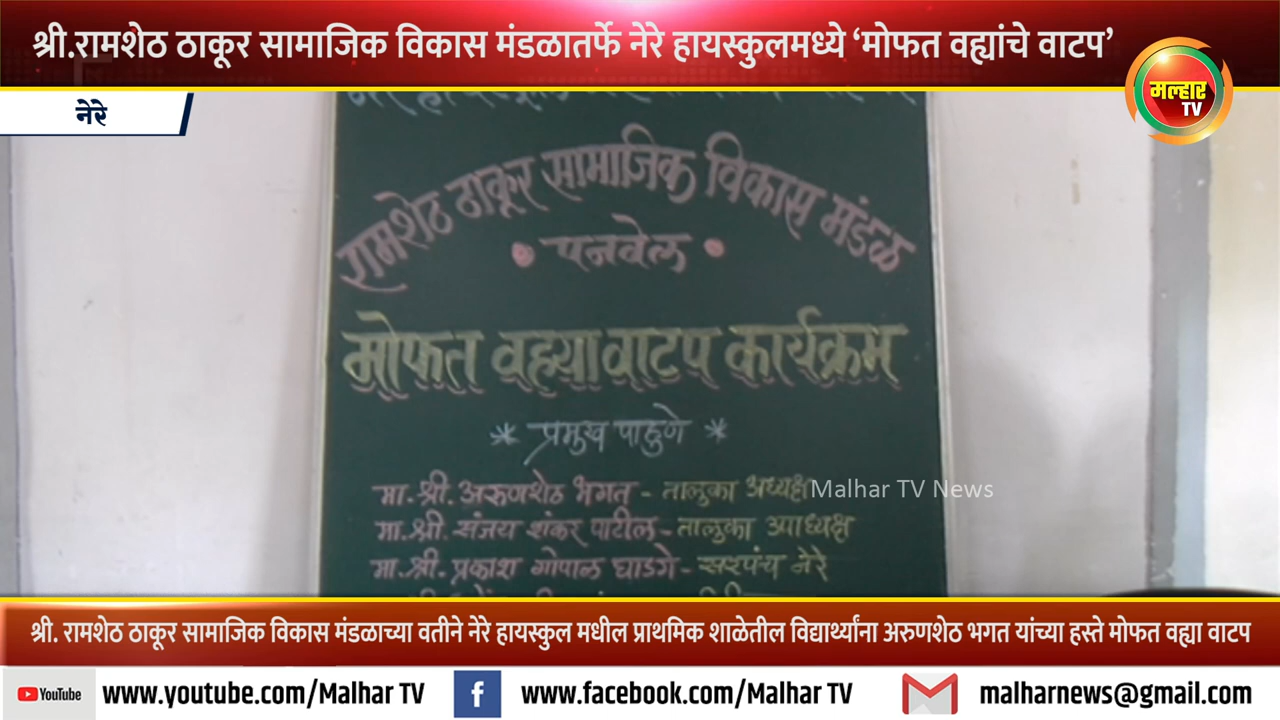 श्री.रामशेठ ठाकूर सामाजिक विकास मंडळातर्फे नेरे हायस्कुलमध्ये ‘मोफत वह्यांचे वाटप’
मल्हार
TV
नेरे
रामशेठ ठाकूर सामाजिक विकास मंडळ
• पनवेल •
मोफत वह्या वाटप कार्यक्रम
* प्रमुख पाहुणे *
मा. श्री. अरुणशेठ भगत - तालुका अध्यक्ष
Malhar TV News
मा. श्री. संजय शंकर पाटील - तालुका उपाध्यक्ष
मा. श्री. प्रकाश गोपाळ घाडगे - सरपंच नेरे
श्री. रामशेठ ठाकूर सामाजिक विकास मंडळाच्या वतीने नेरे हायस्कुल मधील प्राथमिक शाळेतील विद्यार्थ्यांना अरुणशेठ भगत यांच्या हस्ते मोफत वह्या वाटप
YouTube www.youtube.com/Malhar TV www.facebook.com/Malhar TV malharnews@gmail.com